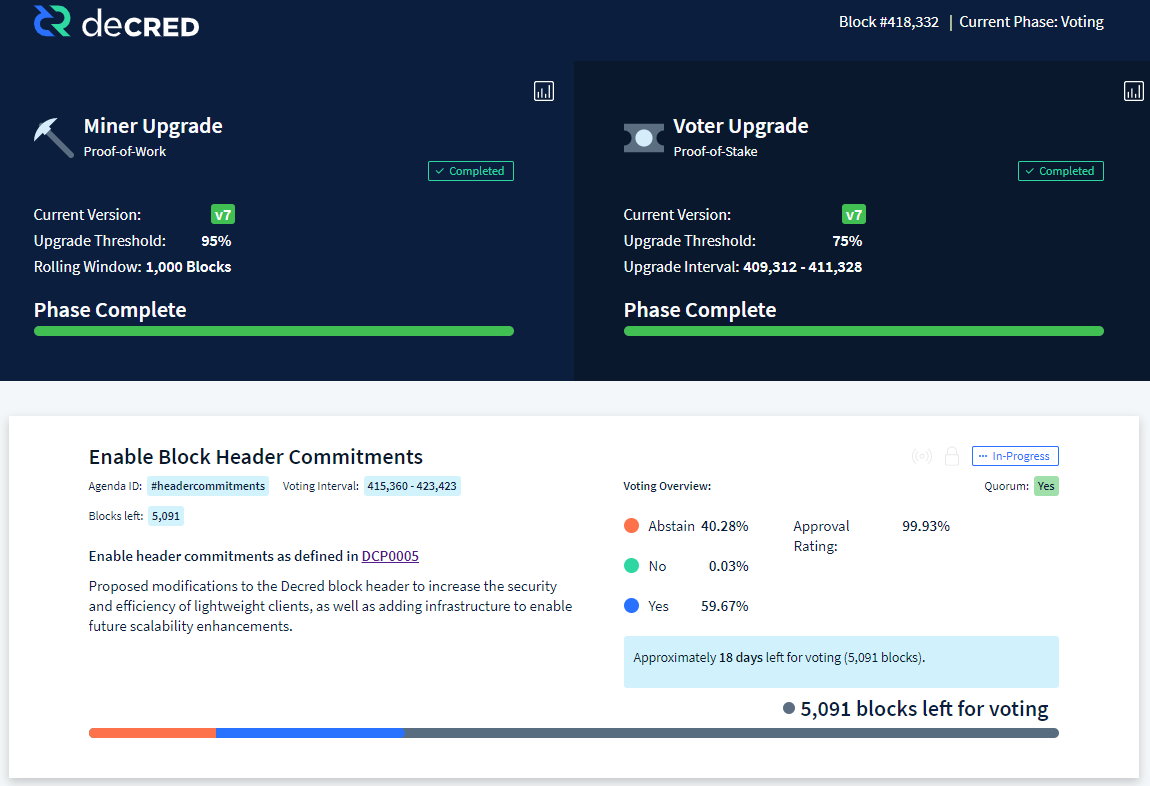 deCRED
Block #418,332 | Current Phase: Voting
Miner Upgrade
Proof-of-Work
Completed
Current Version: v7
Upgrade Threshold: 95%
Rolling Window: 1,000 Blocks
Phase Complete
Voter Upgrade
Proof-of-Stake
Completed
Current Version: v7
Upgrade Threshold: 75%
Upgrade Interval: 409,312 - 411,328
Phase Complete
Enable Block Header Commitments
Agenda ID: #headercommitments Voting Interval: 415,360 - 423,423
Blocks left: 5,091
Enable header commitments as defined in DCP0005
Proposed modifications to the Decred block header to increase the security
and efficiency of lightweight clients, as well as adding infrastructure to enable
future scalability enhancements.
In-Progress
Voting Overview: Quorum: Yes
Abstain 40.28%
No 0.03%
Yes 59.67%
Approval 99.93%
Rating:
Approximately 18 days left for voting (5,091 blocks).
5,091 blocks left for voting